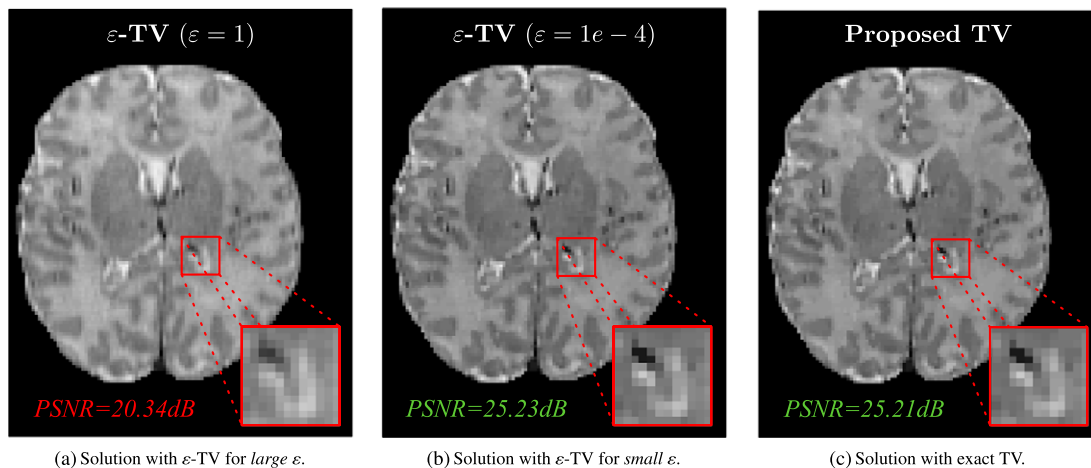 ε-TV (ε = 1)
PSNR=20.34dB
(a) Solution with ε-TV for large ε.
ε-TV (ε = 1e − 4)
PSNR=25.23dB
(b) Solution with ε-TV for small ε.
Proposed TV
PSNR=25.21dB
(c) Solution with exact TV.